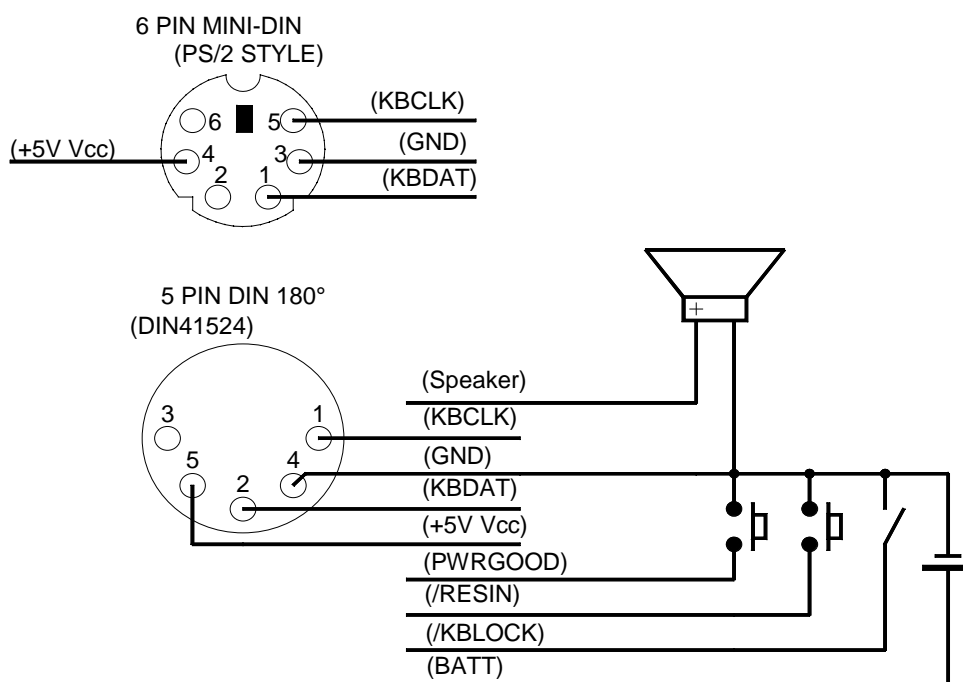 6 PIN MINI-DIN
(PS/2 STYLE)
(KBCLK)
6
5
(+5V Vcc)
4
3
(GND)
2
1
(KBDAT)
5 PIN DIN 180°
(DIN41524)
+
(Speaker)
3
1
(KBCLK)
5
4
(GND)
2
(KBDAT)
(+5V Vcc)
(PWRGOOD)
(/RESIN)
(/KBLOCK)
(BATT)